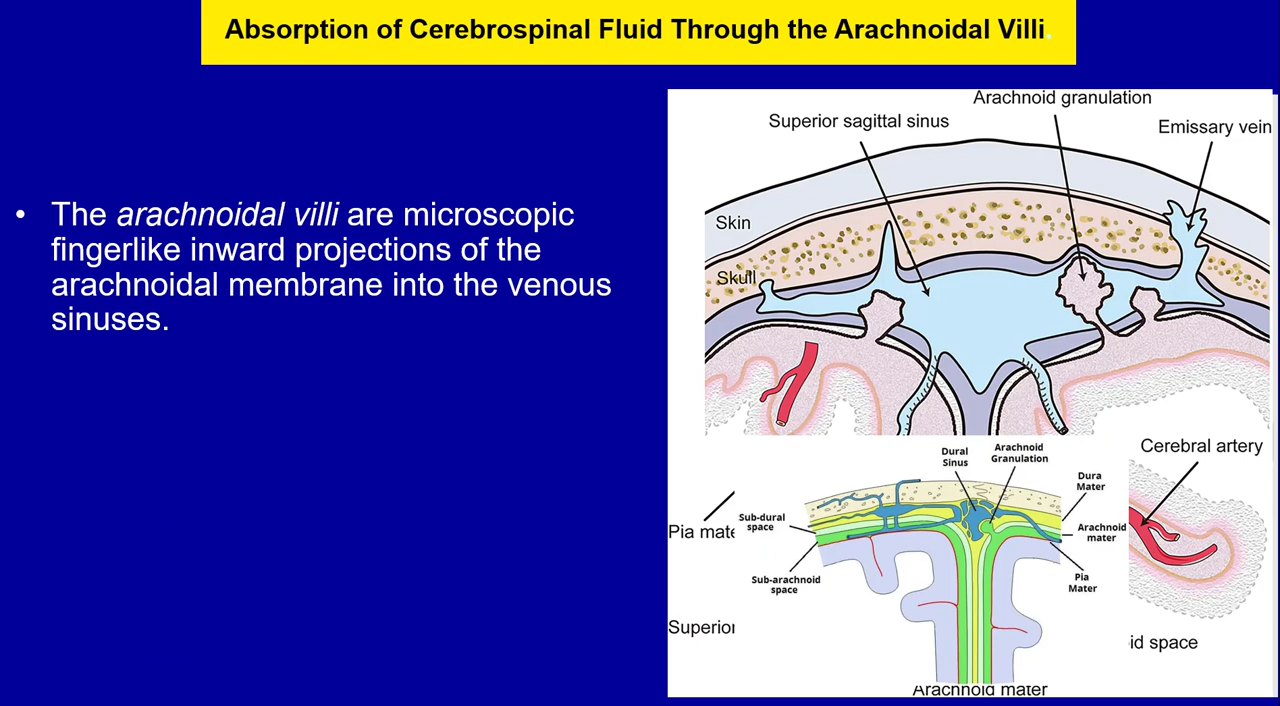 Absorption of Cerebrospinal Fluid Through the Arachnoidal Villi.
• The arachnoidal villi are microscopic
fingerlike inward projections of the
arachnoidal membrane into the venous
sinuses.
Arachnoid granulation
Superior sagittal sinus
Emissary vein
Skin
Skull
Cerebral artery
Dural
Sinus
Arachnoid
Granulation
Dura
Mater
Sub-dural
space
Pia mate
Arachnoid
mater
Sub-arachnoid
space
Pia
Mater
Superior
id space
Arachnoid mater